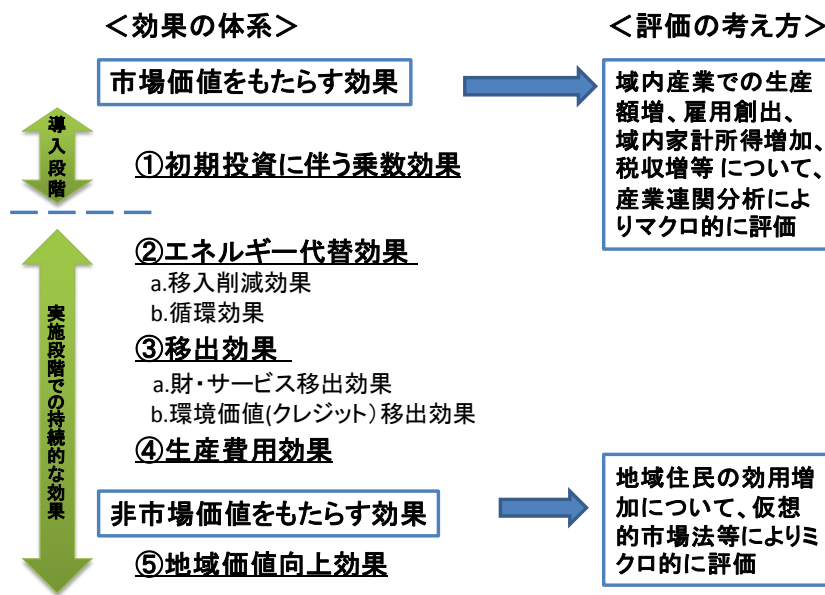 ＜効果の体系＞
＜評価の考え方＞
市場価値をもたらす効果
域内産業での生産
額増、雇用創出、
域内家計所得増加、
税収増等 について、
産業連関分析によ
りマクロ的に評価
導入段階
①初期投資に伴う乗数効果
実施段階での持続的な効果
②エネルギー代替効果
a.移入削減効果
b.循環効果
③移出効果
a.財・サービス移出効果
b.環境価値(クレジット）移出効果
④生産費用効果
非市場価値をもたらす効果
地域住民の効用増
加について、仮想
的市場法等によりミ
クロ的に評価
⑤地域価値向上効果